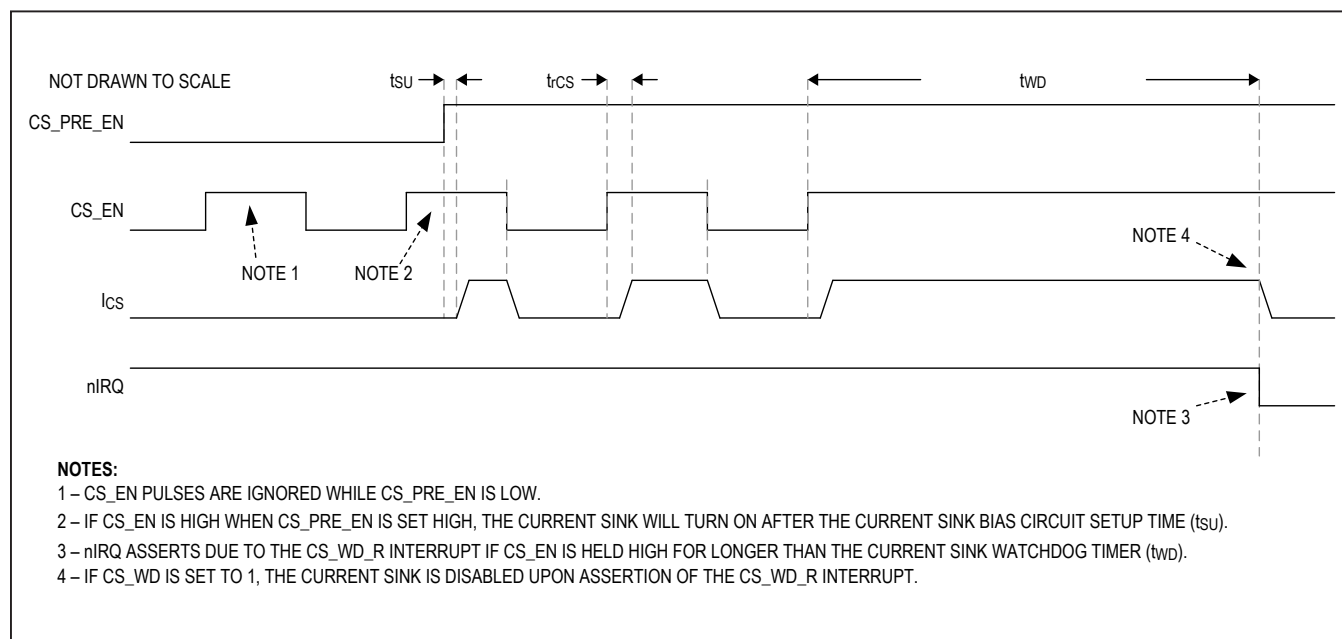 NOT DRAWN TO SCALE tSU trCS tWD
CS_PRE_EN
CS_EN
NOTE 4
NOTE 1 NOTE 2
ICS
nIRQ
NOTE 3
NOTES:
1 – CS_EN PULSES ARE IGNORED WHILE CS_PRE_EN IS LOW.
2 – IF CS_EN IS HIGH WHEN CS_PRE_EN IS SET HIGH, THE CURRENT SINK WILL TURN ON AFTER THE CURRENT SINK BIAS CIRCUIT SETUP TIME (tSU).
3 – nIRQ ASSERTS DUE TO THE CS_WD_R INTERRUPT IF CS_EN IS HELD HIGH FOR LONGER THAN THE CURRENT SINK WATCHDOG TIMER (tWD).
4 – IF CS_WD IS SET TO 1, THE CURRENT SINK IS DISABLED UPON ASSERTION OF THE CS_WD_R INTERRUPT.